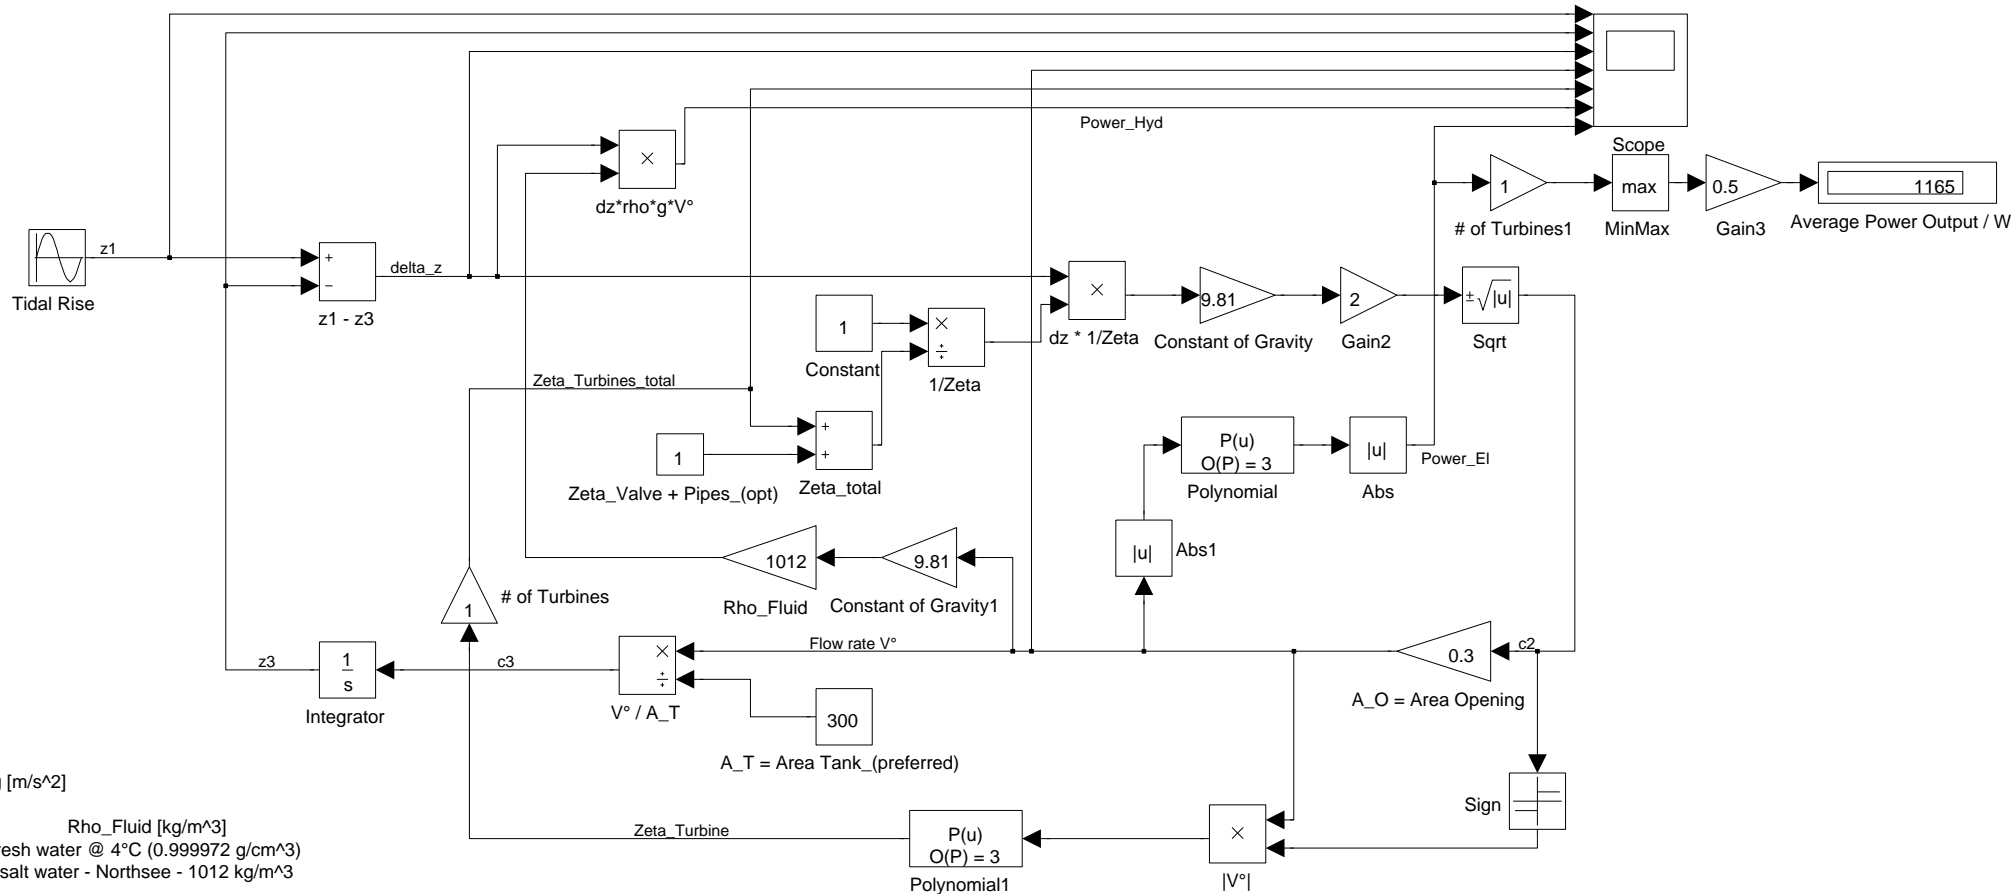 Power_Hyd
×
Scope
1
max
0.5
1165
dz*rho*g*V°
# of Turbines1
MinMax
Gain3
Average Power Output / W
z1
+
−
delta_z
Tidal Rise
z1 - z3
×
9.81
2
± √|u|
1
×
÷
dz * 1/Zeta
Constant of Gravity
Gain2
Sqrt
Constant
1/Zeta
Zeta_Turbines_total
+
+
1
P(u)
O(P) = 3
|u|
Power_El
Zeta_Valve + Pipes_(opt)
Zeta_total
Polynomial
Abs
|u|
Abs1
1012
9.81
1
# of Turbines
Rho_Fluid
Constant of Gravity1
z3
1
s
c3
×
÷
Flow rate V°
0.3
c2
Integrator
V° / A_T
300
A_O = Area Opening
A_T = Area Tank_(preferred)
[m/s^2]
Sign
Rho_Fluid [kg/m^3]
Zeta_Turbine
P(u)
O(P) = 3
×
resh water @ 4°C (0.999972 g/cm^3)
salt water - Northsee - 1012 kg/m^3
Polynomial1
|V°|